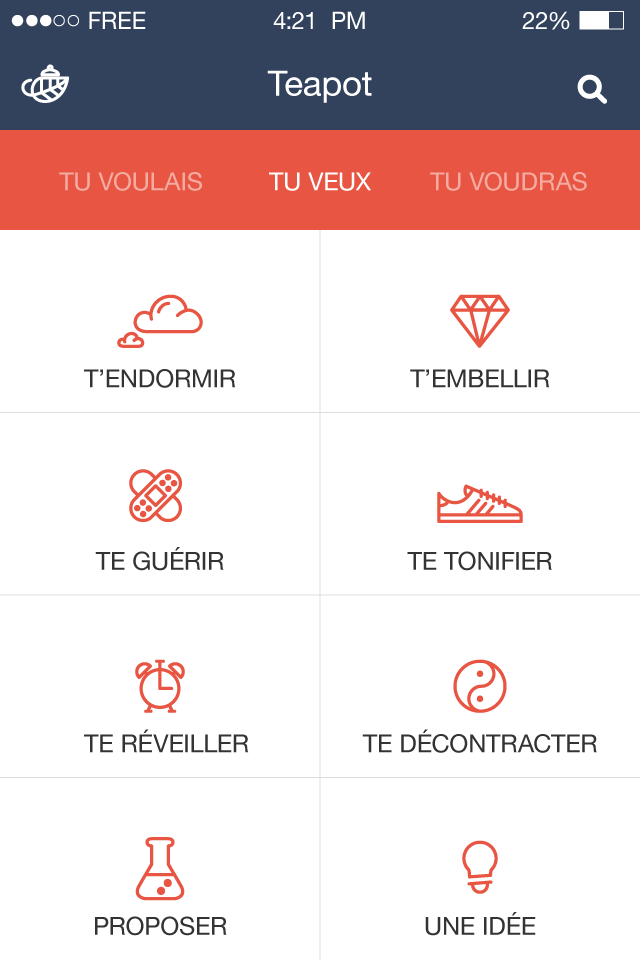 FREE 4:21 PM 22%
Teapot
TU VOULAIS TU VEUX TU VOUDRAS
T'ENDORMIR T'EMBELLIR
TE GUÉRIR TE TONIFIER
TE RÉVEILLER TE DÉCONTRACTER
PROPOSER UNE IDÉE